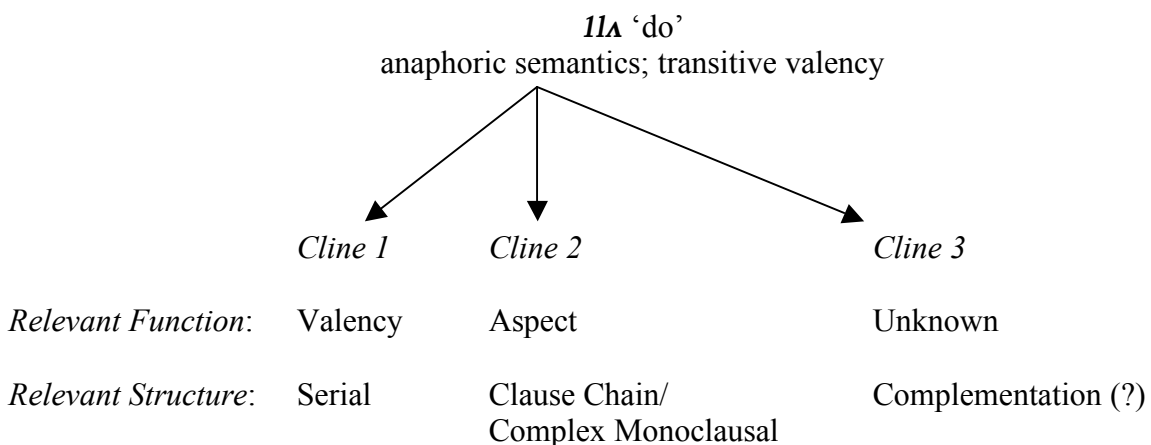 1lʌ ‘do’
anaphoric semantics; transitive valency
Cline 1 Cline 2 Cline 3
Relevant Function: Valency Aspect Unknown
Relevant Structure: Serial Clause Chain/ Complementation (?)
Complex Monoclausal